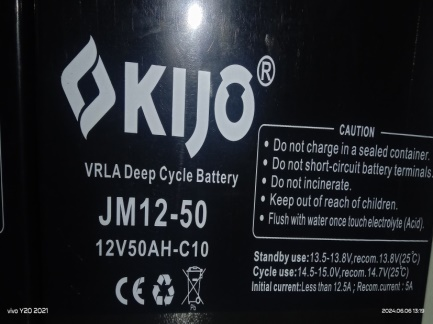 KIJO®
VRLA Deep Cycle Battery
JM12-50
12V50AH-C10
CE
Pb
CAUTION
• Do not charge in a sealed container.
• Do not short-circuit battery terminals.
• Do not incinerate.
• Keep out of reach of children.
• Flush with water once touch electrolyte (Acid).
Standby use:13.5-13.8V,recom.13.8V(25℃)
Cycle use:14.5-15.0V,recom.14.7V(25℃)
Initial current:Less than 12.5A ; Recom.current : 5A
vivo Y20 2021
2024.06.06 13:19